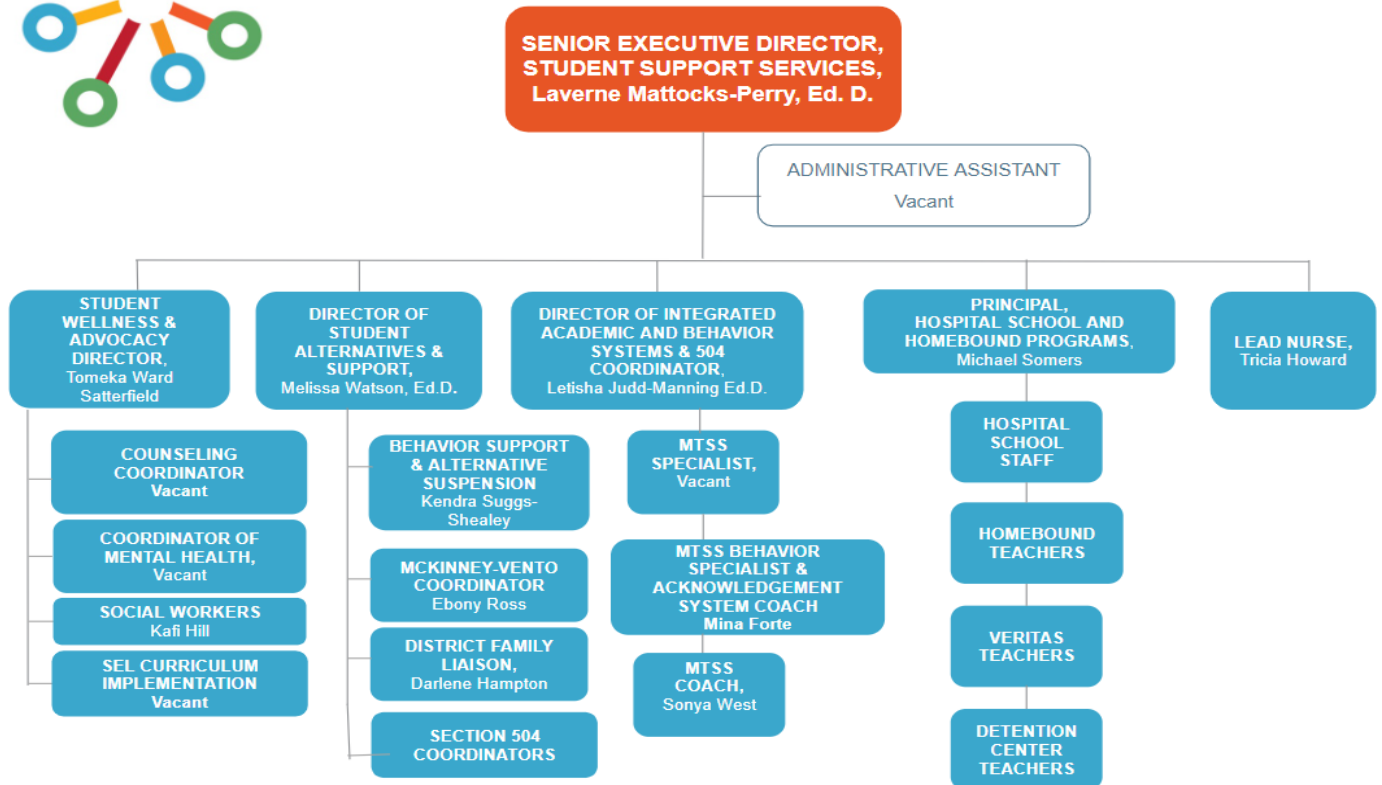 SENIOR EXECUTIVE DIRECTOR,
STUDENT SUPPORT SERVICES,
Laverne Mattocks-Perry, Ed. D.
ADMINISTRATIVE ASSISTANT
Vacant
STUDENT
WELLNESS &
ADVOCACY
DIRECTOR,
Tomeka Ward
Satterfield
COUNSELING
COORDINATOR
Vacant
COORDINATOR OF
MENTAL HEALTH,
Vacant
SOCIAL WORKERS
Kafi Hill
SEL CURRICULUM
IMPLEMENTATION
Vacant
DIRECTOR OF
STUDENT
ALTERNATIVES &
SUPPORT,
Melissa Watson, Ed.D.
BEHAVIOR SUPPORT
& ALTERNATIVE
SUSPENSION
Kendra Suggs-
Shealey
MCKINNEY-VENTO
COORDINATOR
Ebony Ross
DISTRICT FAMILY
LIAISON,
Darlene Hampton
SECTION 504
COORDINATORS
DIRECTOR OF INTEGRATED
ACADEMIC AND BEHAVIOR
SYSTEMS & 504
COORDINATOR,
Letisha Judd-Manning Ed.D.
MTSS
SPECIALIST,
Vacant
MTSS BEHAVIOR
SPECIALIST &
ACKNOWLEDGEMENT
SYSTEM COACH
Mina Forte
MTSS
COACH,
Sonya West
PRINCIPAL,
HOSPITAL SCHOOL AND
HOMEBOUND PROGRAMS,
Michael Somers
HOSPITAL
SCHOOL
STAFF
HOMEBOUND
TEACHERS
VERITAS
TEACHERS
DETENTION
CENTER
TEACHERS
LEAD NURSE,
Tricia Howard